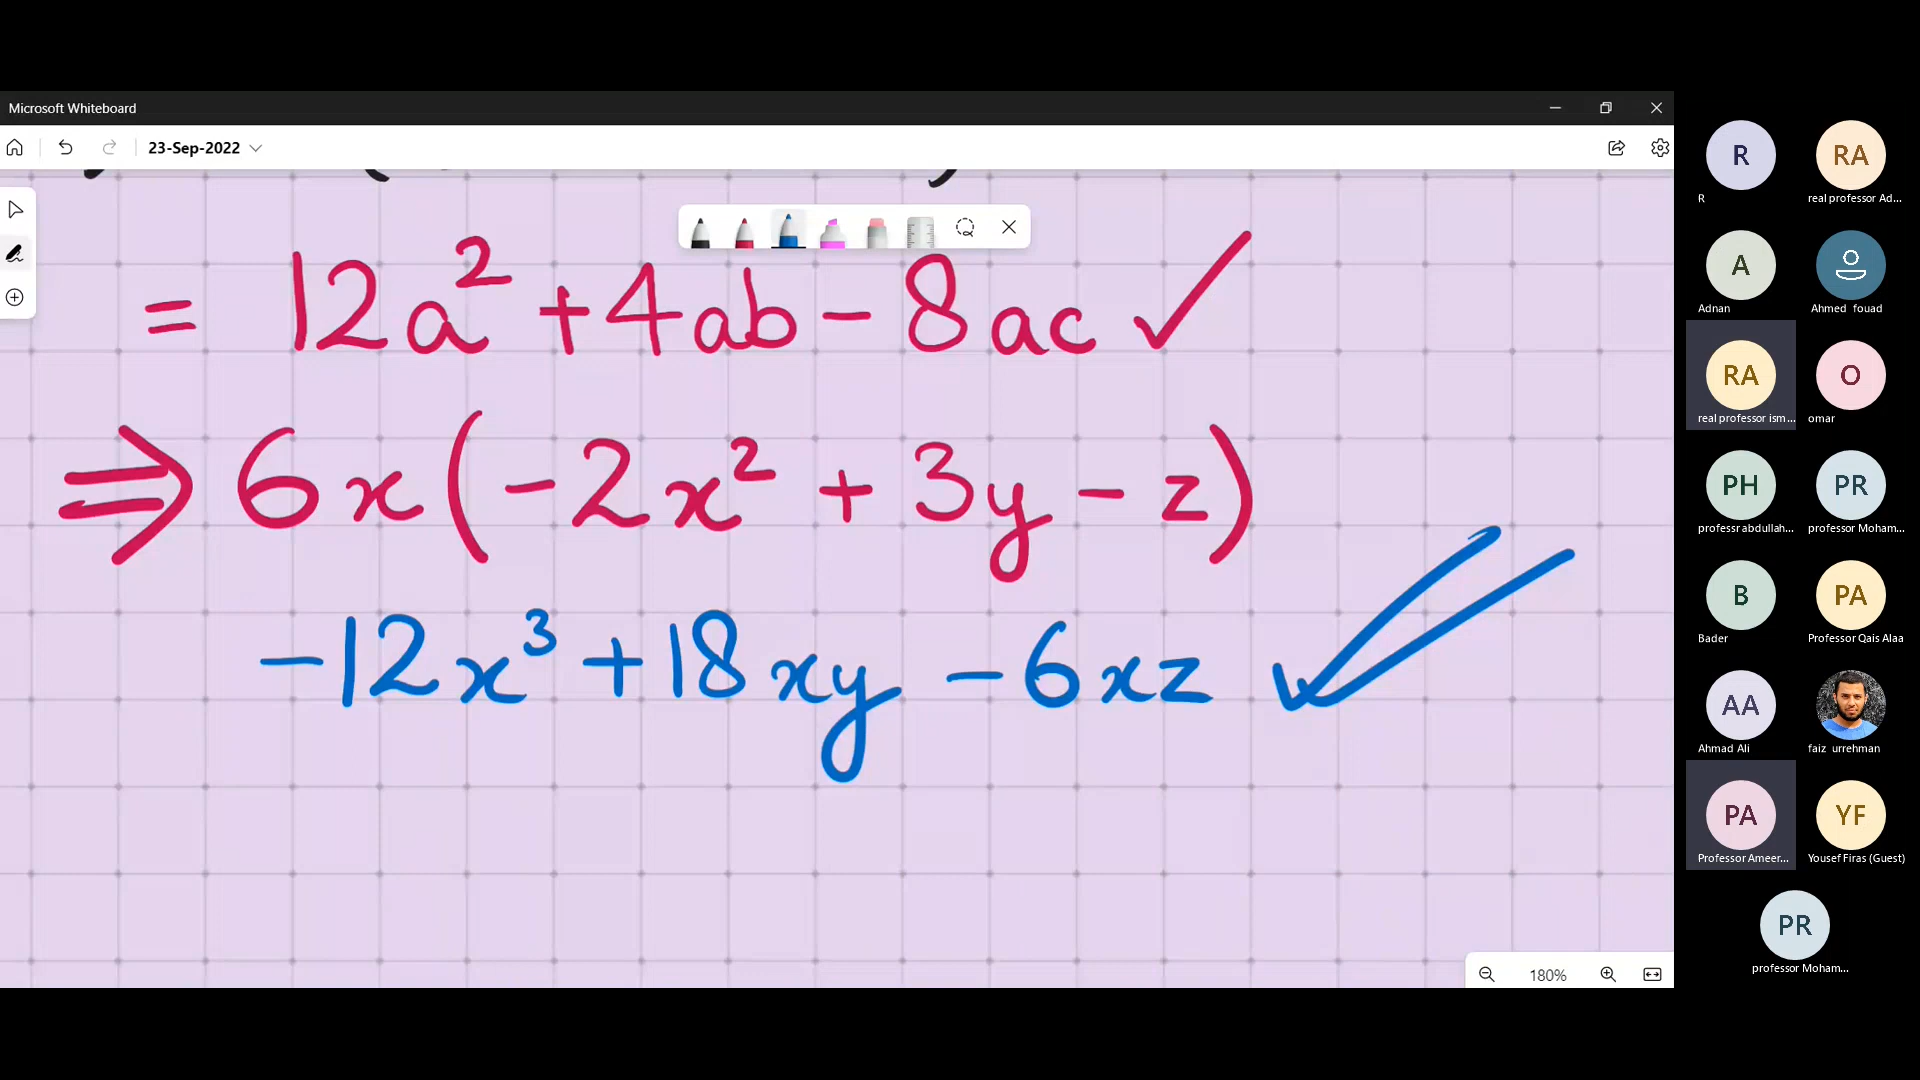 Microsoft Whiteboard
23-Sep-2022
= 12a² + 4ab - 8ac ✓
⇒ 6x(-2x² + 3y - z)
-12x³ + 18xy - 6xz ✓
180%
R
RA
R
real professor Ad...
A
Adnan
Ahmed fouad
RA
O
real professor ism...
omar
PH
PR
professr abdullah...
professor Moham...
B
PA
Bader
Professor Qais Alaa
AA
Ahmad Ali
faiz urrehman
PA
YF
Professor Ameer...
Yousef Firas (Guest)
PR
professor Moham...